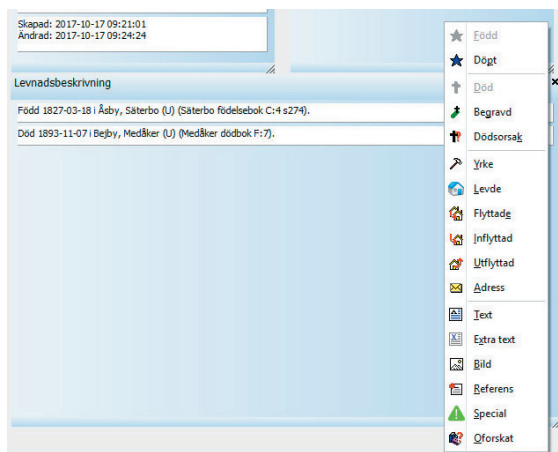 Skapad: 2017-10-17 09:21:01
Ändrad: 2017-10-17 09:24:24
Levnadsbeskrivning
Född 1827-03-18 i Åsby, Säterbo (U) (Säterbo födelsebok C:4 s274).
Död 1893-11-07 i Bejby, Medåker (U) (Medåker dödbok F:7).
Född
Döpt
Död
Begravd
Dödsorsak
Yrke
Levde
Flyttade
Inflyttad
Utflyttad
Adress
Text
Extra text
Bild
Referens
Special
Oforskat